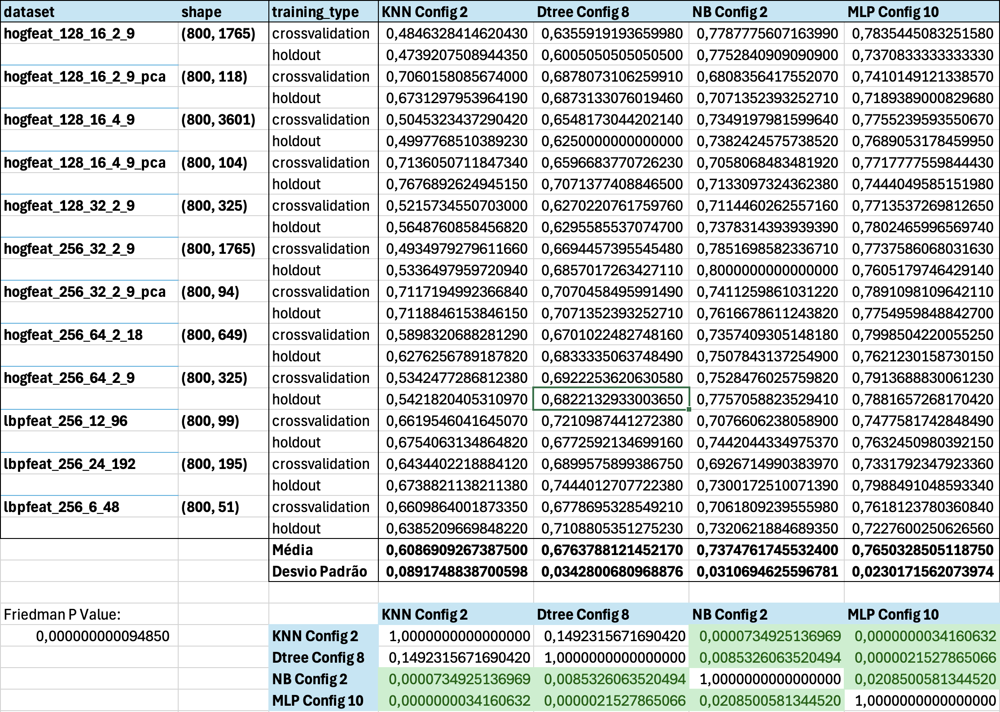 dataset shape training_type KNN Config 2 Dtree Config 8 NB Config 2 MLP Config 10
hogfeat_128_16_2_9 (800, 1765) crossvalidation 0,4846328414620430 0,6355919193659980 0,7787775607163990 0,7835445083251580
holdout 0,4739207508944350 0,6005050505050500 0,7752840909090900 0,7370833333333330
hogfeat_128_16_2_9_pca (800, 118) crossvalidation 0,7060158085674000 0,6878073106259910 0,6808356417552070 0,7410149121338570
holdout 0,6731297953964190 0,6873133076019460 0,7071352393252710 0,7189389000829680
hogfeat_128_16_4_9 (800, 3601) crossvalidation 0,5045323437290420 0,6548173044202140 0,7349197981599640 0,7755239593550670
holdout 0,4997768510389230 0,6250000000000000 0,7382424575738520 0,7689053178459950
hogfeat_128_16_4_9_pca (800, 104) crossvalidation 0,7136050711847340 0,6596683770726230 0,7058068483481920 0,7717777559844430
holdout 0,7676892624945150 0,7071377408846500 0,7133097324362380 0,7444049585151980
hogfeat_128_32_2_9 (800, 325) crossvalidation 0,5215734550703000 0,6270220761759760 0,7114460262557160 0,7713537269812650
holdout 0,5648760858456820 0,6295585537074700 0,7378314393939390 0,7802465996569740
hogfeat_256_32_2_9 (800, 1765) crossvalidation 0,4934979279611660 0,6694457395545480 0,7851698582336710 0,7737586068031630
holdout 0,5336497959720940 0,6857017263427110 0,8000000000000000 0,7605179746429140
hogfeat_256_32_2_9_pca (800, 94) crossvalidation 0,7117194992366840 0,7070458495991490 0,7411259861031220 0,7891098109642110
holdout 0,7118846153846150 0,7071352393252710 0,7616678611243820 0,7754959848842700
hogfeat_256_64_2_18 (800, 649) crossvalidation 0,5898320688281290 0,6701022482748160 0,7357409305148180 0,7998504220055250
holdout 0,6276256789187820 0,6833335063748490 0,7507843137254900 0,7621230158730150
hogfeat_256_64_2_9 (800, 325) crossvalidation 0,5342477286812380 0,6922253620630580 0,7528476025759820 0,7913688830061230
holdout 0,5421820405310970 0,6822132933003650 0,7757058823529410 0,7881657268170420
lbpfeat_256_12_96 (800, 99) crossvalidation 0,6619546041645070 0,7210987441272380 0,7076606238058900 0,7477581742848490
holdout 0,6754063134864820 0,6772592134699160 0,7442044334975370 0,7632450980392150
lbpfeat_256_24_192 (800, 195) crossvalidation 0,6434402218884120 0,6899575899386750 0,6926714990383970 0,7331792347923360
holdout 0,6738821138211380 0,7444012707722380 0,7300172510071390 0,7988491048593340
lbpfeat_256_6_48 (800, 51) crossvalidation 0,6609864001873350 0,6778695328549210 0,7061809239555980 0,7618123780360840
holdout 0,6385209669848220 0,7108805351275230 0,7320621884689350 0,7227600250626560
Média 0,6086909267387500 0,6763788121452170 0,7374761745532400 0,7650328505118750
Desvio Padrão 0,0891748838700598 0,0342800680968876 0,0310694625596781 0,0230171562073974
Friedman P Value: KNN Config 2 Dtree Config 8 NB Config 2 MLP Config 10
0,000000000094850 KNN Config 2 1,0000000000000000 0,1492315671690420 0,0000734925136969 0,0000000034160632
Dtree Config 8 0,1492315671690420 1,0000000000000000 0,0085326063520494 0,0000021527865066
NB Config 2 0,0000734925136969 0,0085326063520494 1,0000000000000000 0,0208500581344520
MLP Config 10 0,0000000034160632 0,0000021527865066 0,0208500581344520 1,0000000000000000